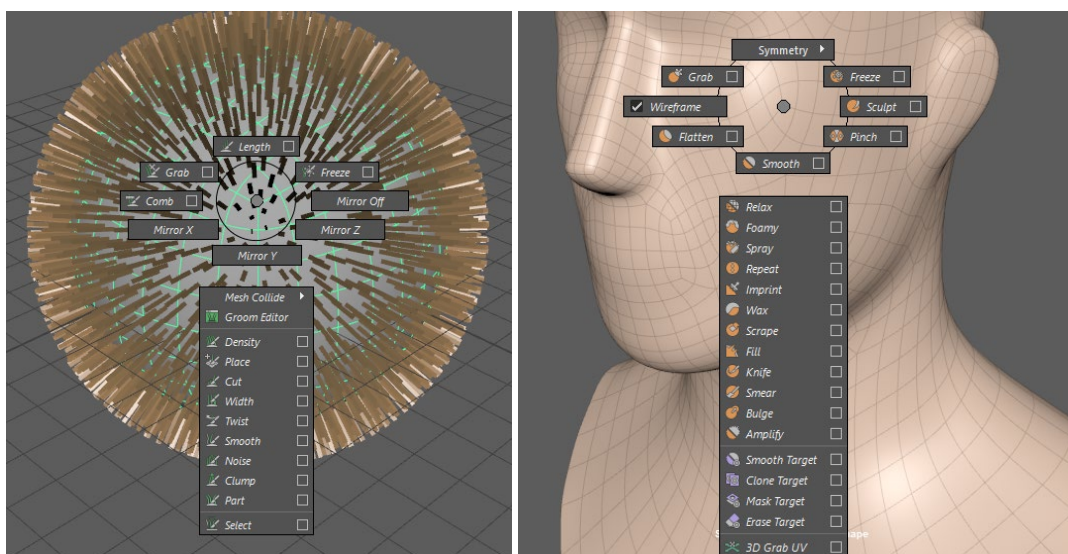 Length
Grab
Freeze
Comb
Mirror Off
Mirror X
Mirror Z
Mirror Y
Mesh Collide
Groom Editor
Density
Place
Cut
Width
Twist
Smooth
Noise
Clump
Part
Select
Symmetry
Grab
Freeze
Wireframe
Sculpt
Flatten
Pinch
Smooth
Relax
Foamy
Spray
Repeat
Imprint
Wax
Scrape
Fill
Knife
Smear
Bulge
Amplify
Smooth Target
Clone Target
Mask Target
Erase Target
3D Grab UV